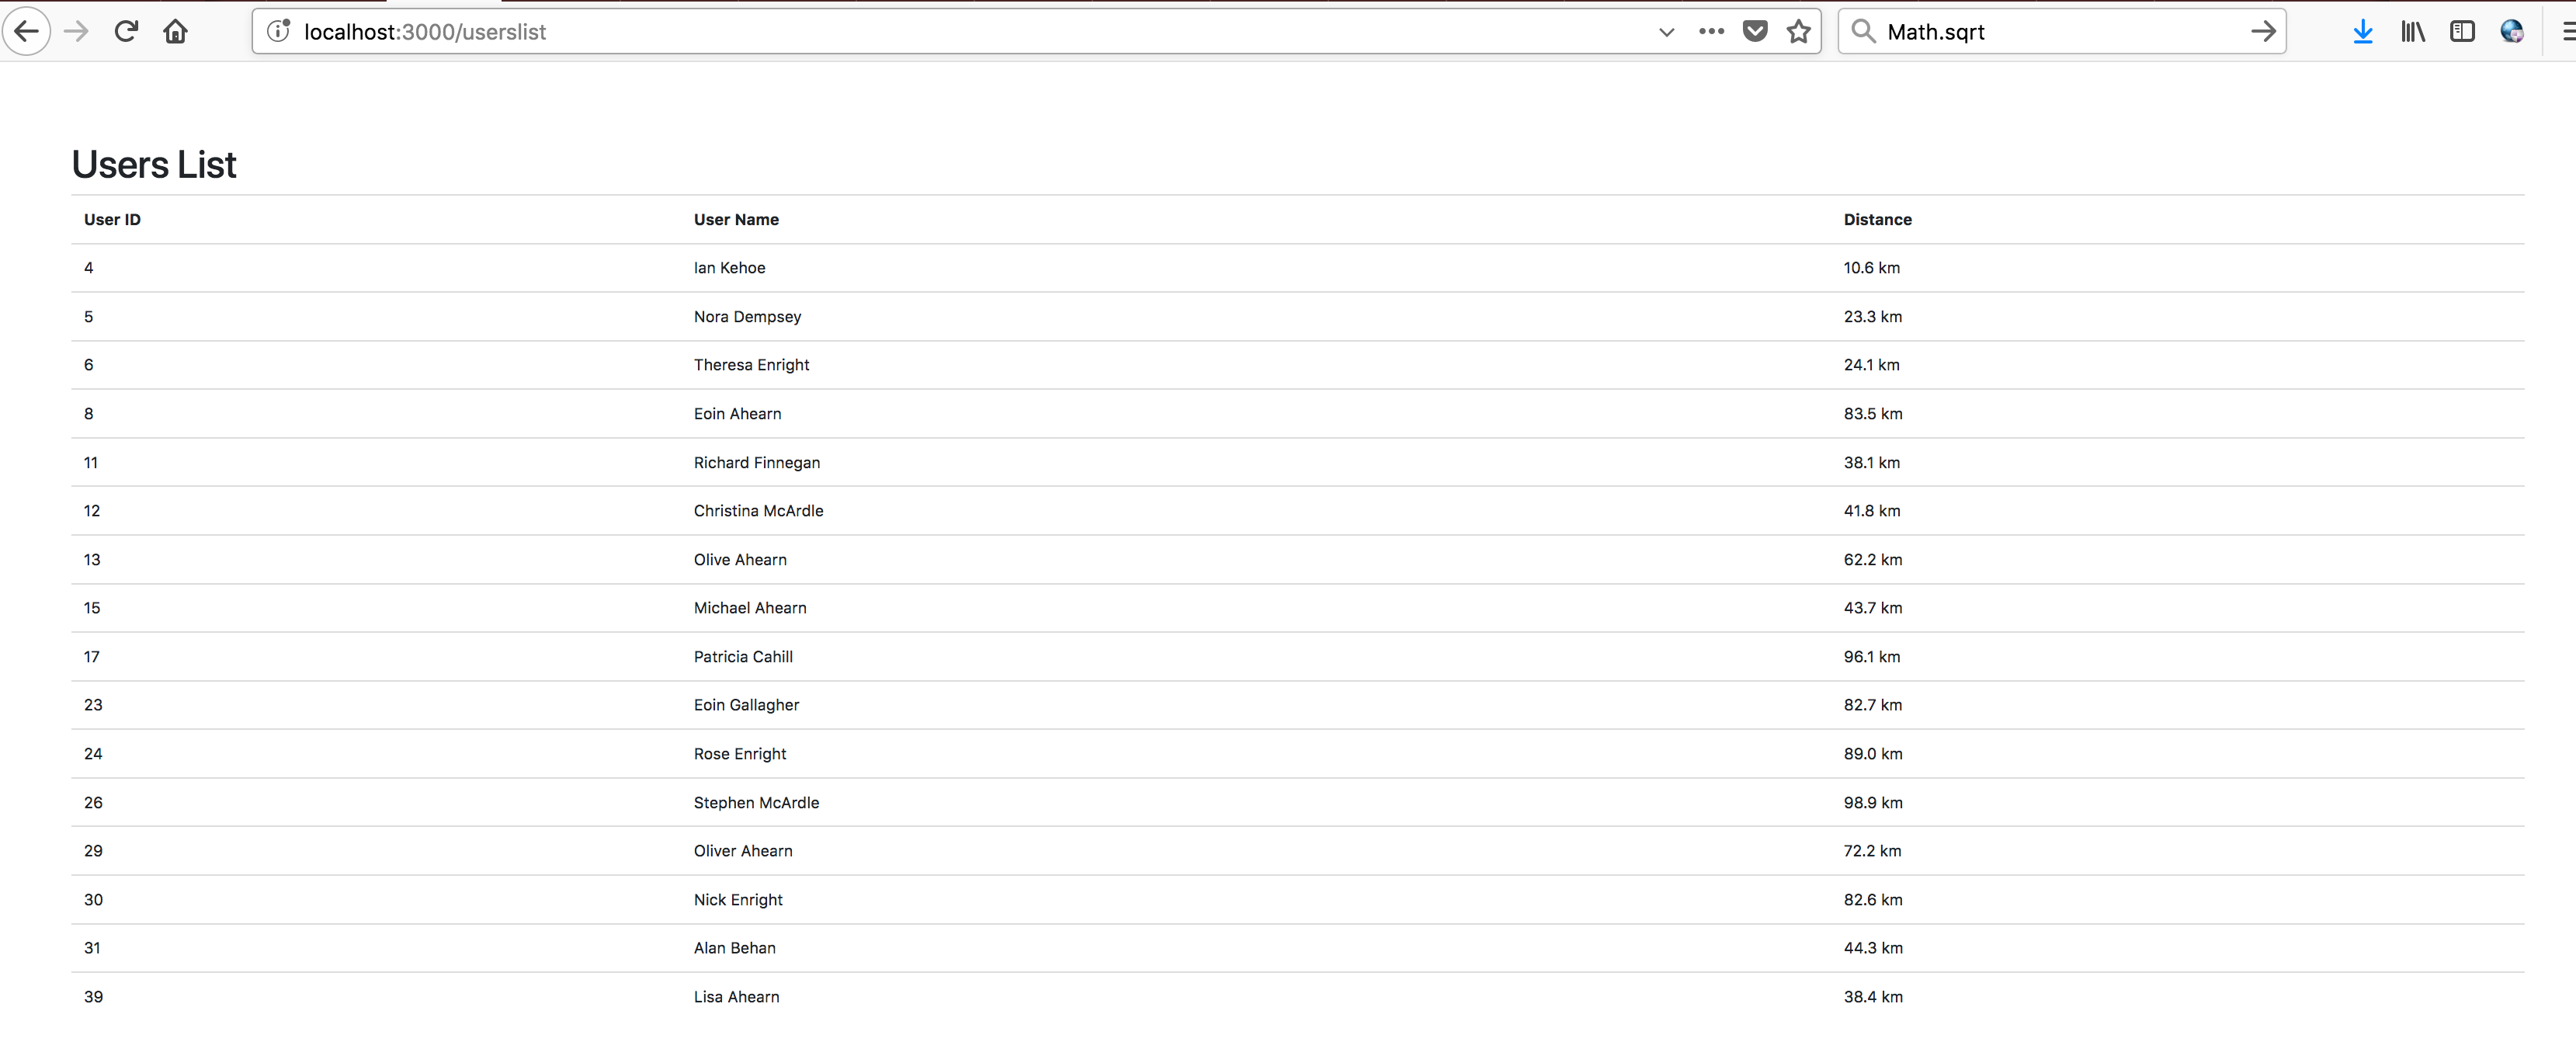 localhost:3000/userslist
Math.sqrt
Users List
User ID User Name Distance
4 Ian Kehoe 10.6 km
5 Nora Dempsey 23.3 km
6 Theresa Enright 24.1 km
8 Eoin Ahearn 83.5 km
11 Richard Finnegan 38.1 km
12 Christina McArdle 41.8 km
13 Olive Ahearn 62.2 km
15 Michael Ahearn 43.7 km
17 Patricia Cahill 96.1 km
23 Eoin Gallagher 82.7 km
24 Rose Enright 89.0 km
26 Stephen McArdle 98.9 km
29 Oliver Ahearn 72.2 km
30 Nick Enright 82.6 km
31 Alan Behan 44.3 km
39 Lisa Ahearn 38.4 km